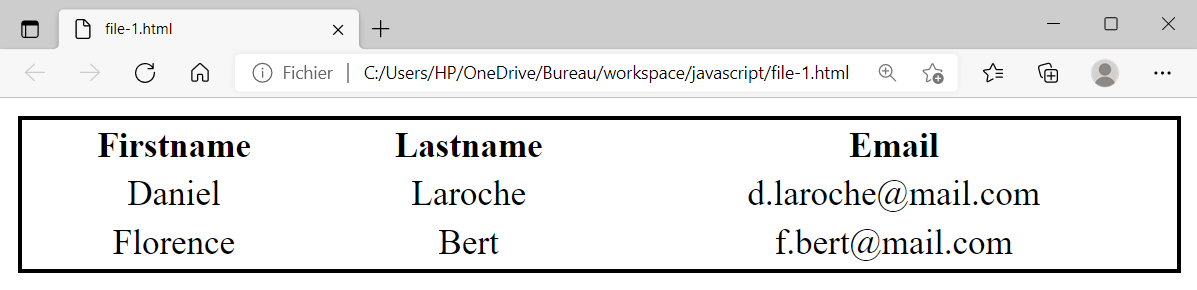 file-1.html
Fichier | C:/Users/HP/OneDrive/Bureau/workspace/javascript/file-1.html
Firstname Lastname Email
Daniel Laroche d.laroche@mail.com
Florence Bert f.bert@mail.com